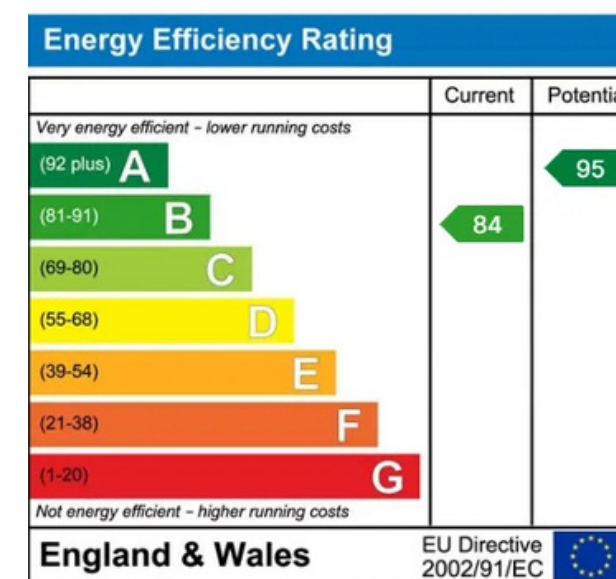 Energy Efficiency Rating
Current Potentia
Very energy efficient – lower running costs
(92 plus) A 95
(81-91) B 84
(69-80) C
(55-68) D
(39-54) E
(21-38) F
(1-20) G
Not energy efficient – higher running costs
England & Wales
EU Directive
2002/91/EC